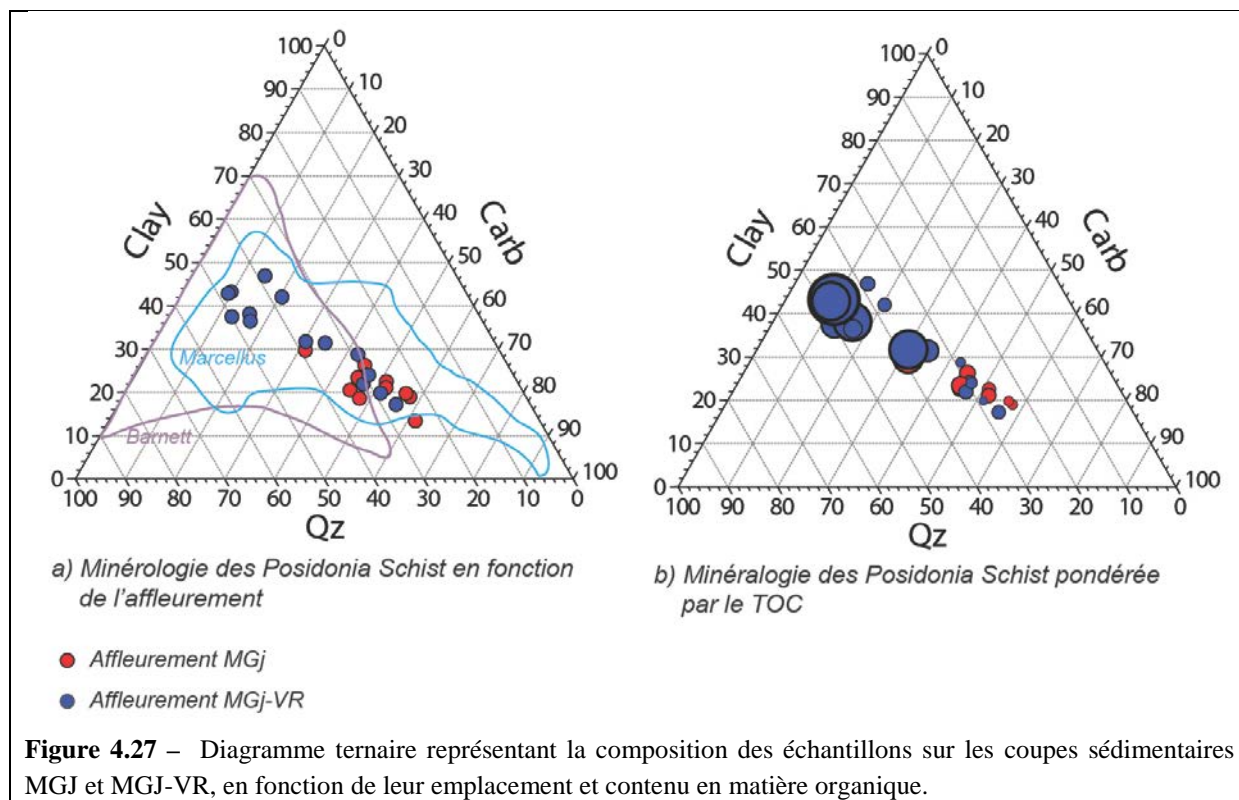 100 0
90 10
80 20
70 30
60 40
50 50
40 60
30 70
20 80
10 90
0 100
100 90 80 70 60 50 40 30 20 10 0
Clay
Carb
Qz
Marcellus
Barnett
100 0
90 10
80 20
70 30
60 40
50 50
40 60
30 70
20 80
10 90
0 100
100 90 80 70 60 50 40 30 20 10 0
Clay
Carb
Qz
a) Minérologie des Posidonia Schist en fonction
de l'affleurement
b) Minéralogie des Posidonia Schist pondérée
par le TOC
Affleurement MGj
Affleurement MGj-VR
Figure 4.27 – Diagramme ternaire représentant la composition des échantillons sur les coupes sédimentaires
MGJ et MGJ-VR, en fonction de leur emplacement et contenu en matière organique.